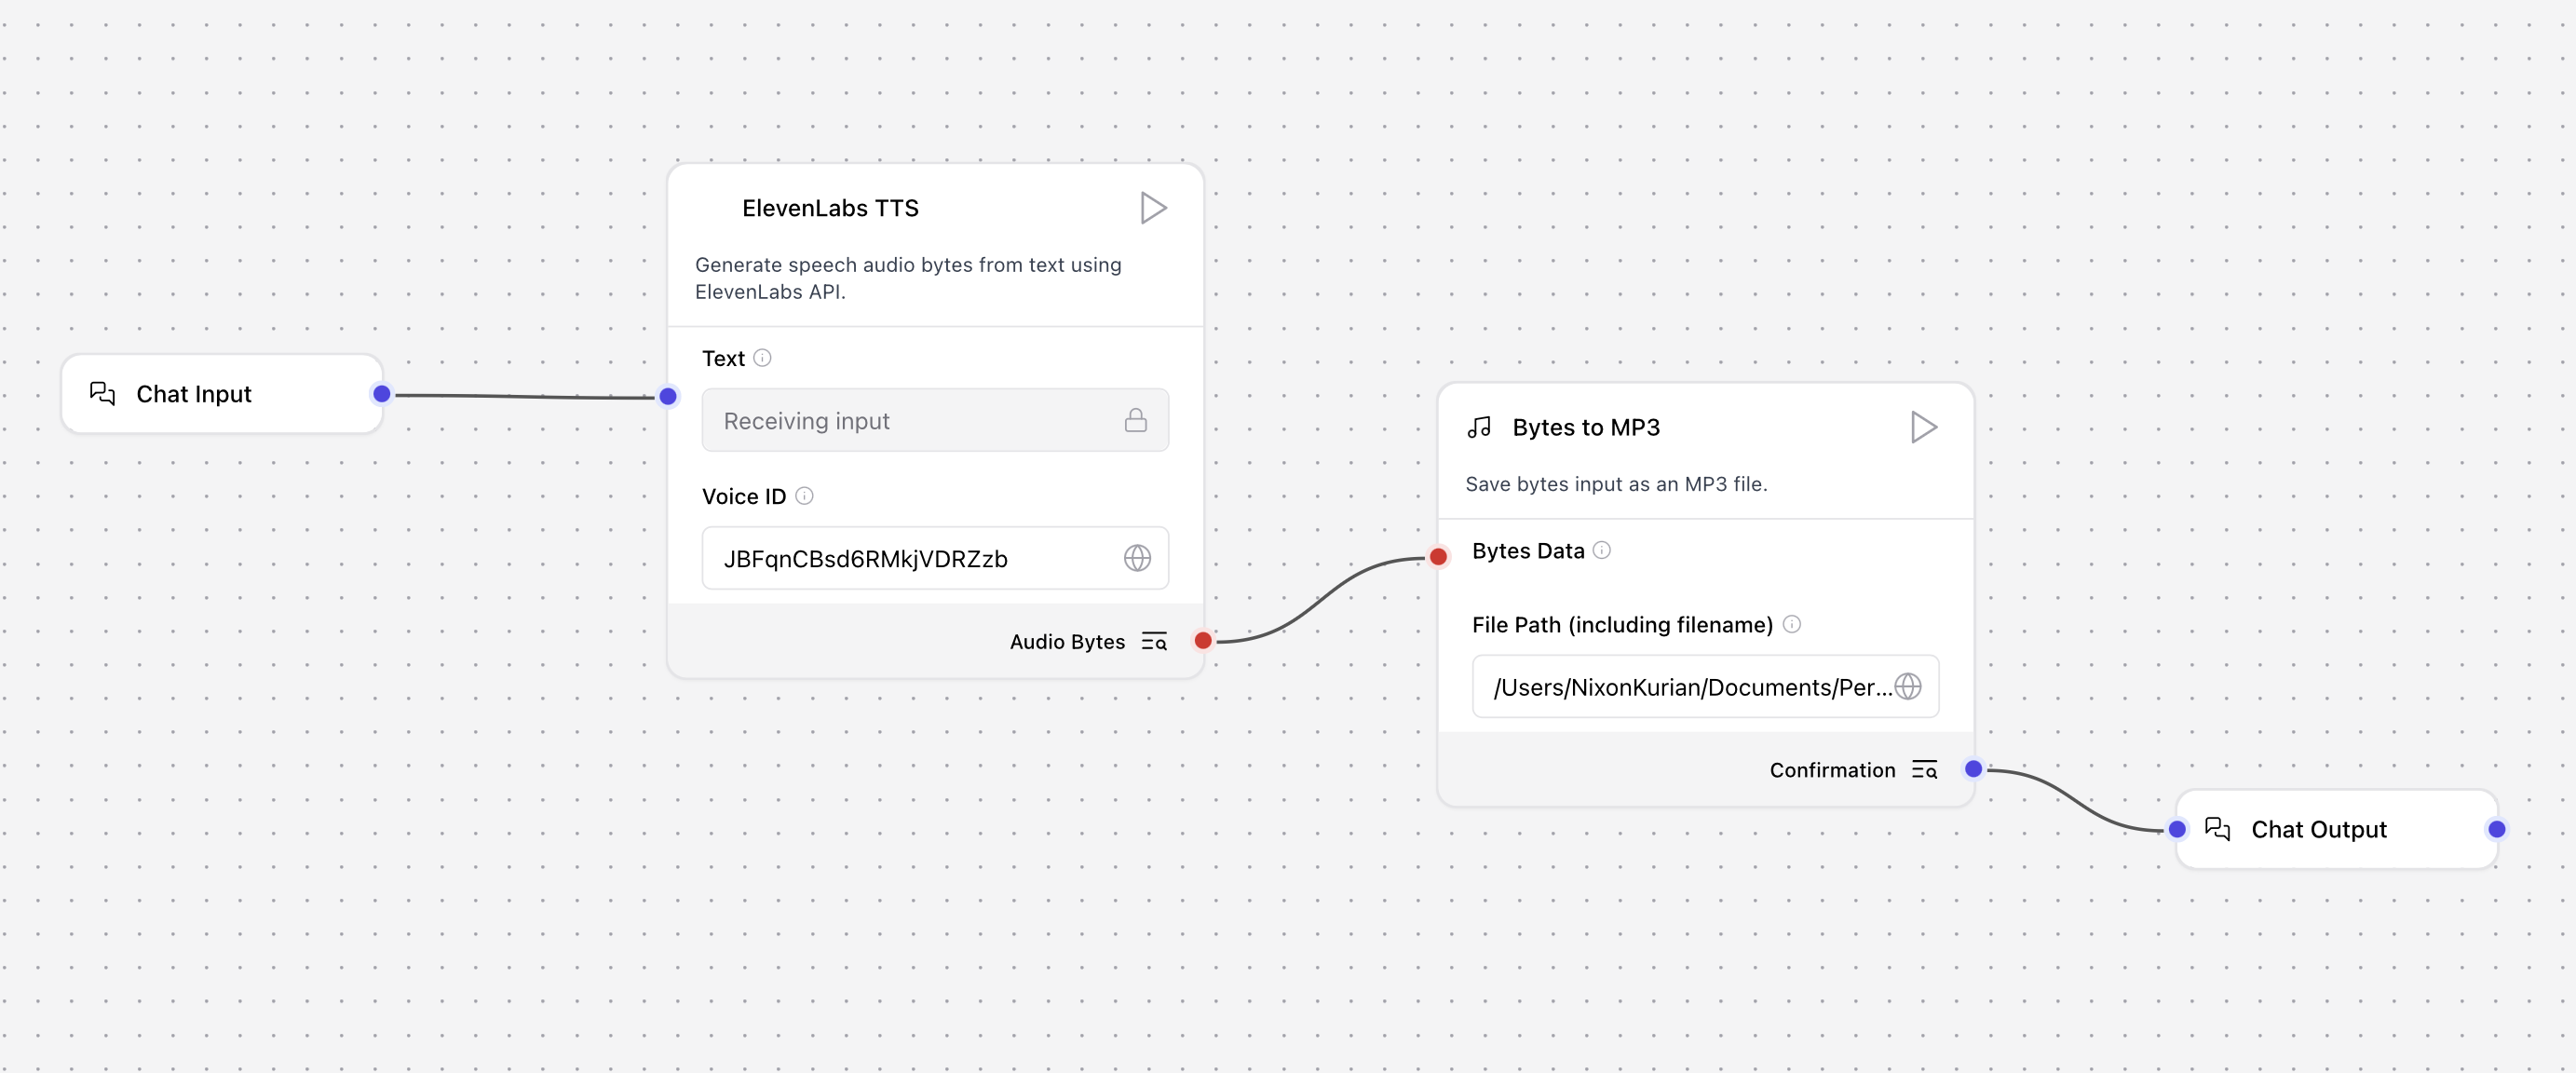 Chat Input
ElevenLabs TTS
Generate speech audio bytes from text using
ElevenLabs API.
Text
Receiving input
Voice ID
JBFqnCBsd6RMkjVDRZzb
Audio Bytes
Bytes to MP3
Save bytes input as an MP3 file.
Bytes Data
File Path (including filename)
/Users/NixonKurian/Documents/Per...
Confirmation
Chat Output